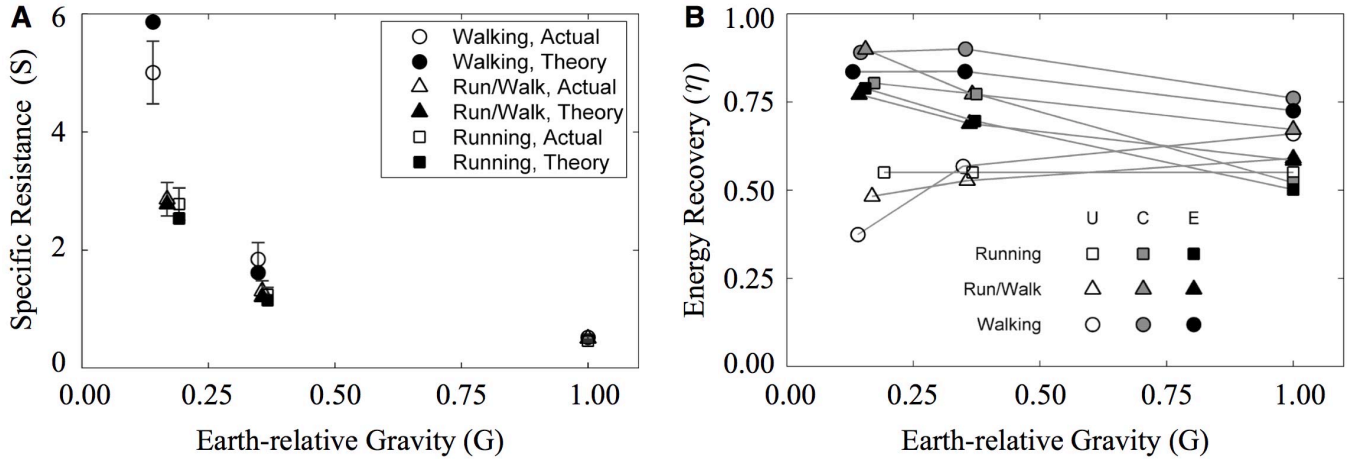 A
Specific Resistance (S)
6
4
2
0
0.00 0.25 0.50 0.75 1.00
Earth-relative Gravity (G)
Walking, Actual
Walking, Theory
Run/Walk, Actual
Run/Walk, Theory
Running, Actual
Running, Theory
B
Energy Recovery (η)
1.00
0.75
0.50
0.25
0.00
0.00 0.25 0.50 0.75 1.00
Earth-relative Gravity (G)
U C E
Running
Run/Walk
Walking